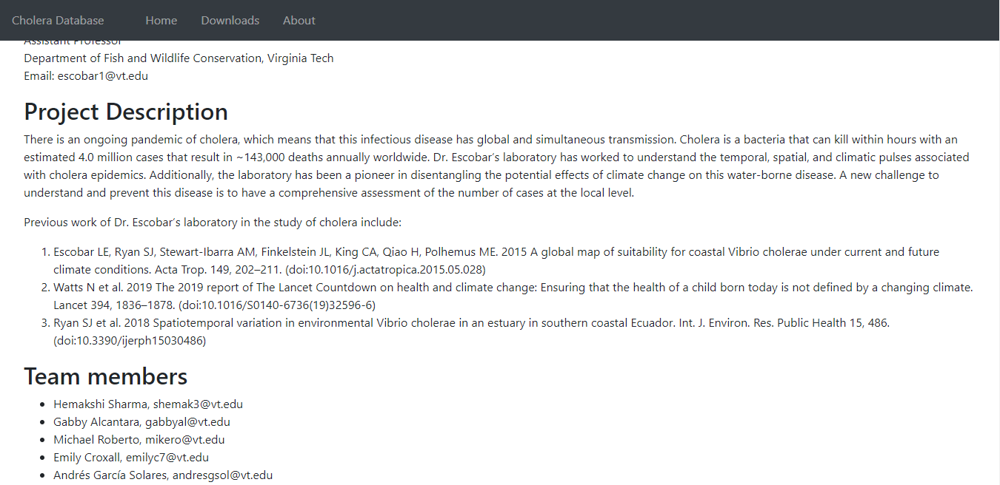 Cholera Database Home Downloads About
Assistant Professor
Department of Fish and Wildlife Conservation, Virginia Tech
Email: escobar1@vt.edu
Project Description
There is an ongoing pandemic of cholera, which means that this infectious disease has global and simultaneous transmission. Cholera is a bacteria that can kill within hours with an
estimated 4.0 million cases that result in ~143,000 deaths annually worldwide. Dr. Escobar's laboratory has worked to understand the temporal, spatial, and climatic pulses associated
with cholera epidemics. Additionally, the laboratory has been a pioneer in disentangling the potential effects of climate change on this water-borne disease. A new challenge to
understand and prevent this disease is to have a comprehensive assessment of the number of cases at the local level.
Previous work of Dr. Escobar's laboratory in the study of cholera include:
1. Escobar LE, Ryan SJ, Stewart-Ibarra AM, Finkelstein JL, King CA, Qiao H, Polhemus ME. 2015 A global map of suitability for coastal Vibrio cholerae under current and future
climate conditions. Acta Trop. 149, 202–211. (doi:10.1016/j.actatropica.2015.05.028)
2. Watts N et al. 2019 The 2019 report of The Lancet Countdown on health and climate change: Ensuring that the health of a child born today is not defined by a changing climate.
Lancet 394, 1836–1878. (doi:10.1016/S0140-6736(19)32596-6)
3. Ryan SJ et al. 2018 Spatiotemporal variation in environmental Vibrio cholerae in an estuary in southern coastal Ecuador. Int. J. Environ. Res. Public Health 15, 486.
(doi:10.3390/ijerph15030486)
Team members
• Hemakshi Sharma, shemak3@vt.edu
• Gabby Alcantara, gabbyal@vt.edu
• Michael Roberto, mikero@vt.edu
• Emily Croxall, emilyc7@vt.edu
• Andrés García Solares, andresgsol@vt.edu